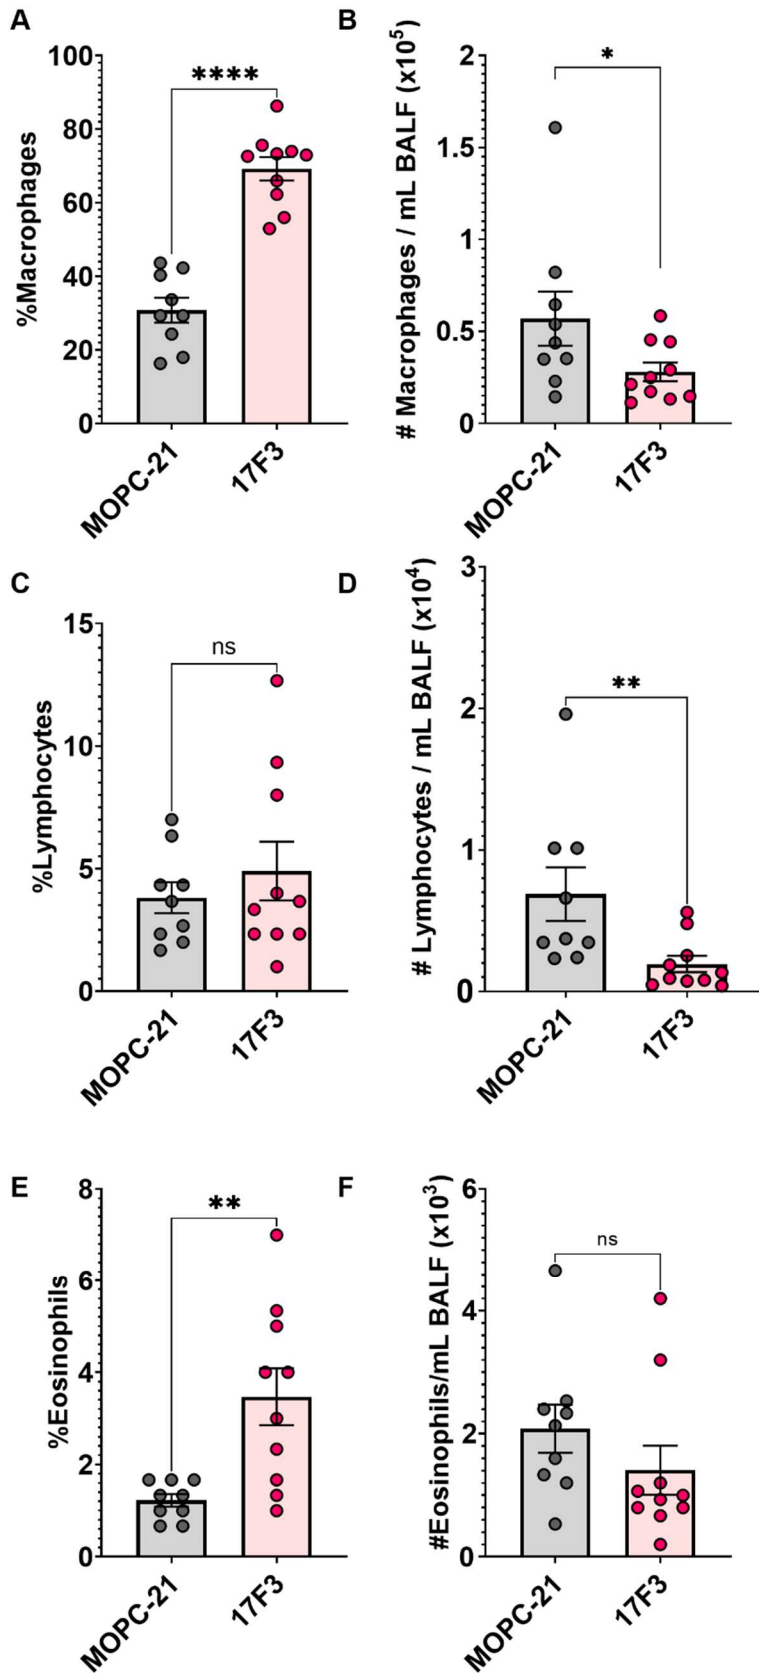 A
%Macrophages
100
80
60
40
20
0
****
MOPC-21
17F3
B
# Macrophages / mL BALF (x10⁵)
2
1.5
1
0.5
0
*
MOPC-21
17F3
C
%Lymphocytes
15
10
5
0
ns
MOPC-21
17F3
D
# Lymphocytes / mL BALF (x10⁴)
3
2
1
0
**
MOPC-21
17F3
E
%Eosinophils
8
6
4
2
0
**
MOPC-21
17F3
F
#Eosinophils/mL BALF (x10³)
6
4
2
0
ns
MOPC-21
17F3